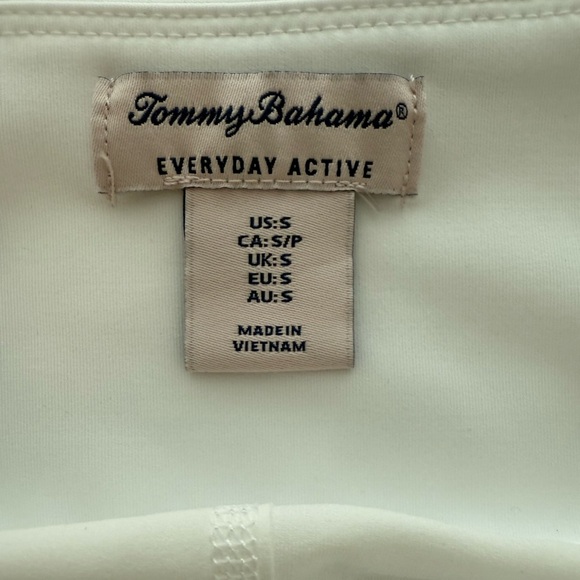 Tommy Bahama®
EVERYDAY ACTIVE
US:S
CA:S/P
UK:S
EU:S
AU:S
MADE IN
VIETNAM